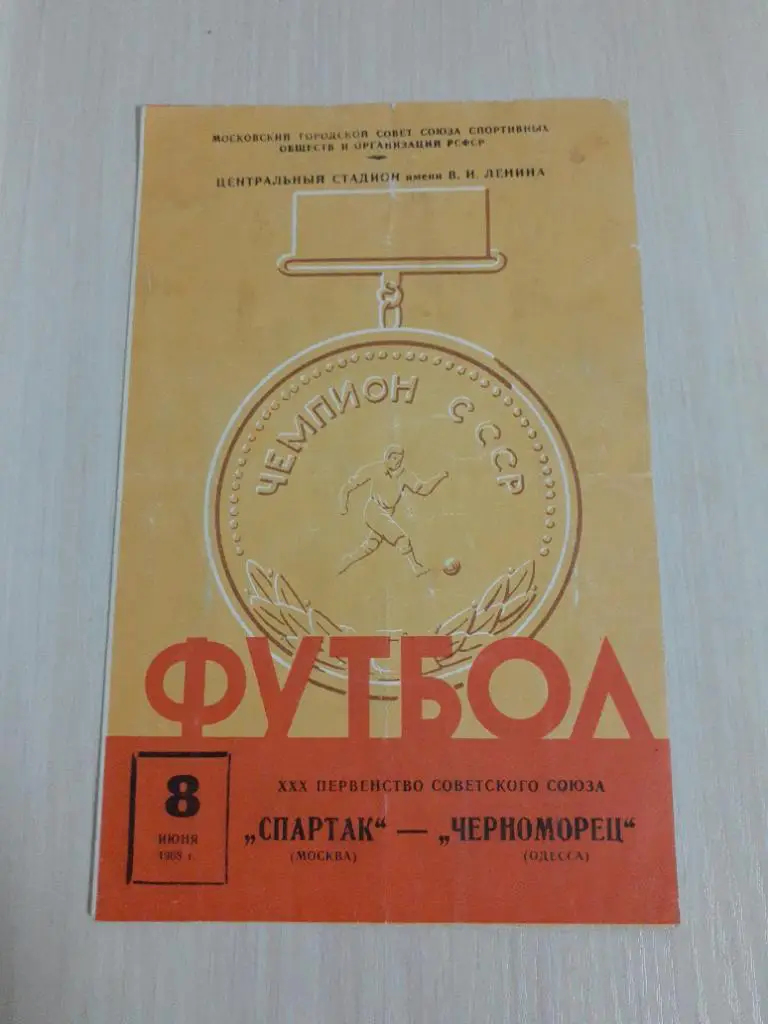 МОСКОВСКИЙ ГОРОДСКОЙ СОВЕТ СОЮЗА СПОРТИВНЫХ
ОБЩЕСТВ И ОРГАНИЗАЦИЙ РСФСР
ЦЕНТРАЛЬНЫЙ СТАДИОН имени В. И. ЛЕНИНА
ЧЕМПИОН СССР
ФУТБОЛ
8
ИЮНЯ
1968 г.
XXX ПЕРВЕНСТВО СОВЕТСКОГО СОЮЗА
„СПАРТАК“ — „ЧЕРНОМОРЕЦ“
(МОСКВА) (ОДЕССА)